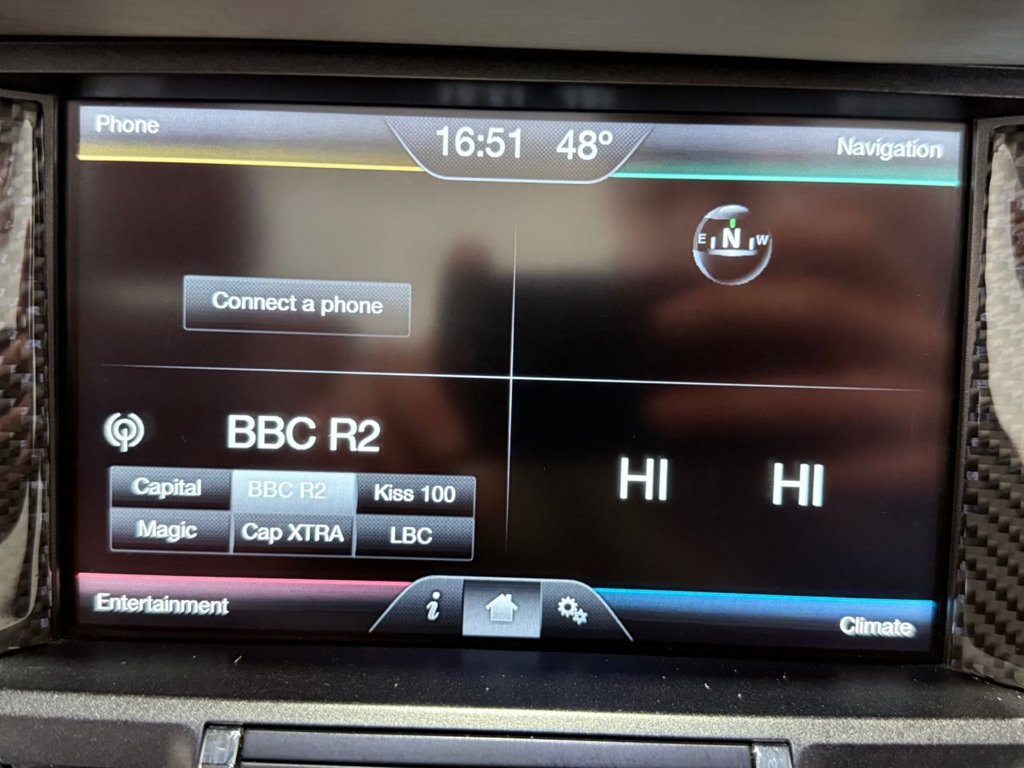 Phone
16:51 48º
Navigation
E N W
Connect a phone
BBC R2
Capital BBC R2 Kiss 100
Magic Cap XTRA LBC
HI HI
Entertainment
i
Climate